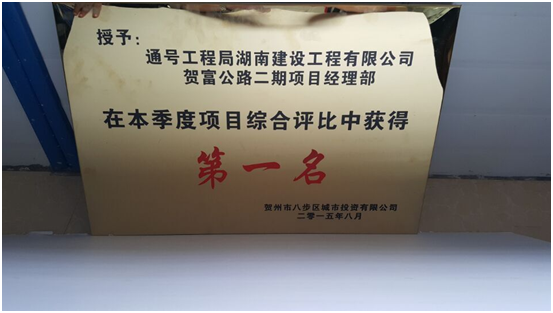 授予：
通号工程局湖南建设工程有限公司
贺富公路二期项目经理部
在本季度项目综合评比中获得
第一名
贺州市八步区城市投资有限公司
二零一五年八月